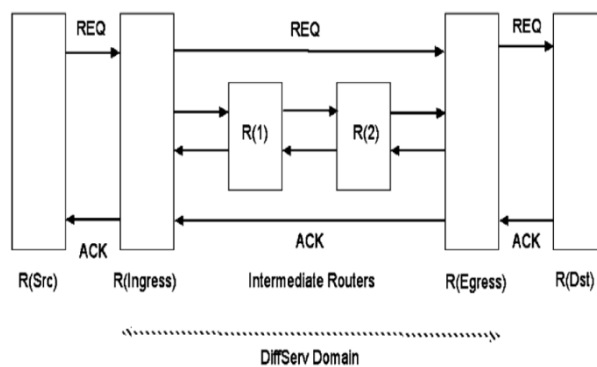 REQ
REQ
REQ
R(1)
R(2)
ACK
ACK
ACK
R(Src)
R(Ingress)
Intermediate Routers
R(Egress)
R(Dst)
DiffServ Domain